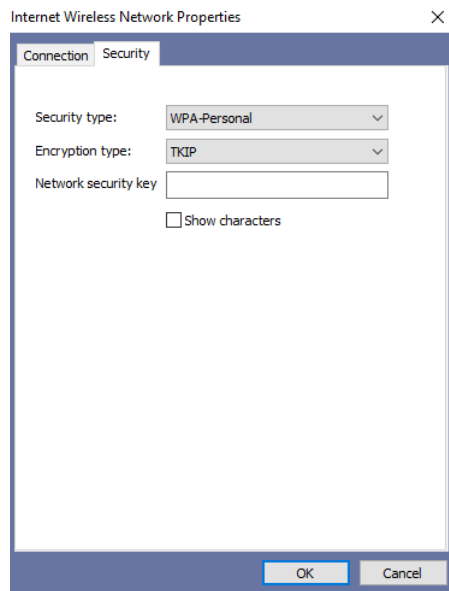 Internet Wireless Network Properties
Connection Security
Security type: WPA-Personal
Encryption type: TKIP
Network security key
Show characters
OK Cancel